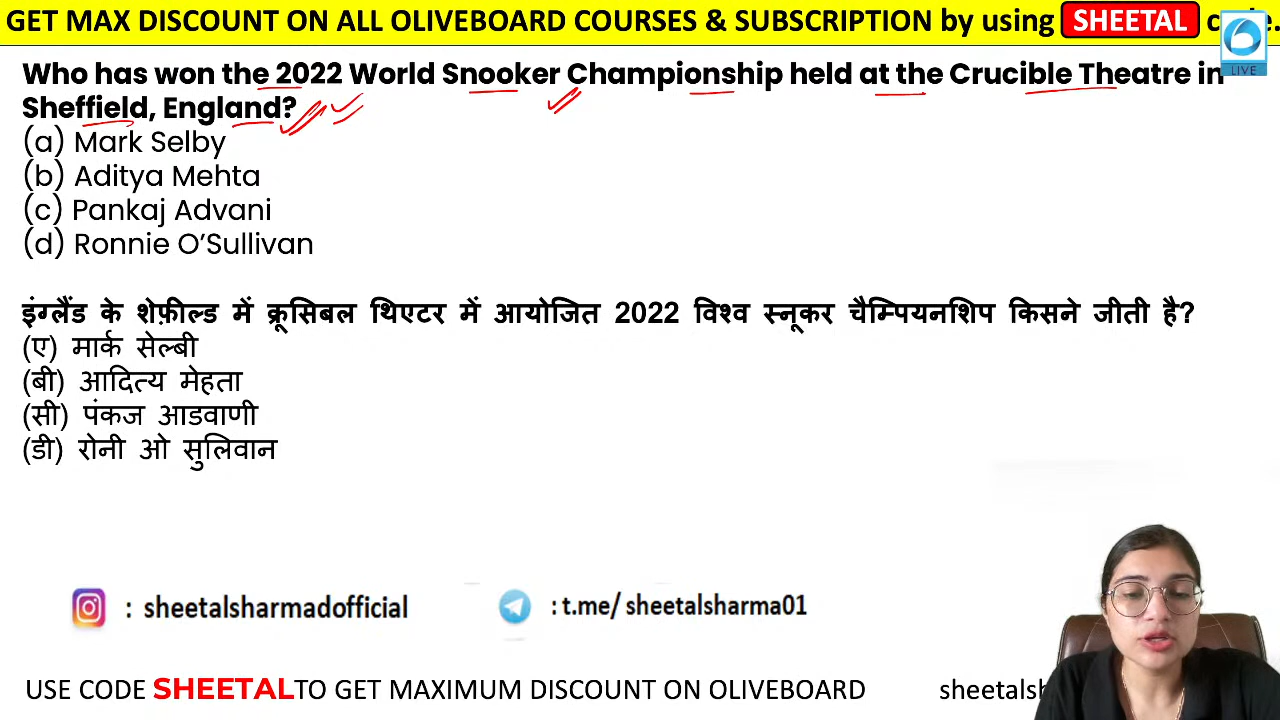 GET MAX DISCOUNT ON ALL OLIVEBOARD COURSES & SUBSCRIPTION by using SHEETAL code.
LIVE
Who has won the 2022 World Snooker Championship held at the Crucible Theatre in
Sheffield, England?
(a) Mark Selby
(b) Aditya Mehta
(c) Pankaj Advani
(d) Ronnie O’Sullivan
इंग्लैंड के शेफ़ील्ड में क्रूसिबल थिएटर में आयोजित 2022 विश्व स्नूकर चैम्पियनशिप किसने जीती है?
(ए) मार्क सेल्बी
(बी) आदित्य मेहता
(सी) पंकज आडवाणी
(डी) रोनी ओ सुलिवान
: sheetalsharmadofficial
: t.me/ sheetalsharma01
USE CODE SHEETAL TO GET MAXIMUM DISCOUNT ON OLIVEBOARD